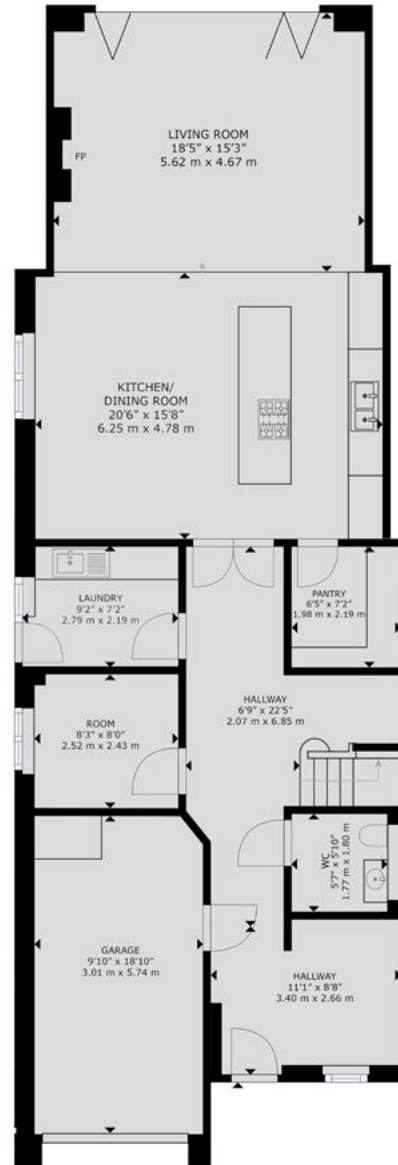 LIVING ROOM
18'5" x 15'3"
5.62 m x 4.67 m
FP
KITCHEN/
DINING ROOM
20'6" x 15'8"
6.25 m x 4.78 m
LAUNDRY
9'2" x 7'2"
2.79 m x 2.19 m
PANTRY
6'5" x 7'2"
1.98 m x 2.19 m
HALLWAY
6'9" x 22'5"
2.07 m x 6.85 m
ROOM
8'3" x 8'0"
2.52 m x 2.43 m
WC
5'7" x 5'10"
1.77 m x 1.80 m
GARAGE
9'10" x 18'10"
3.01 m x 5.74 m
HALLWAY
11'1" x 8'8"
3.40 m x 2.66 m